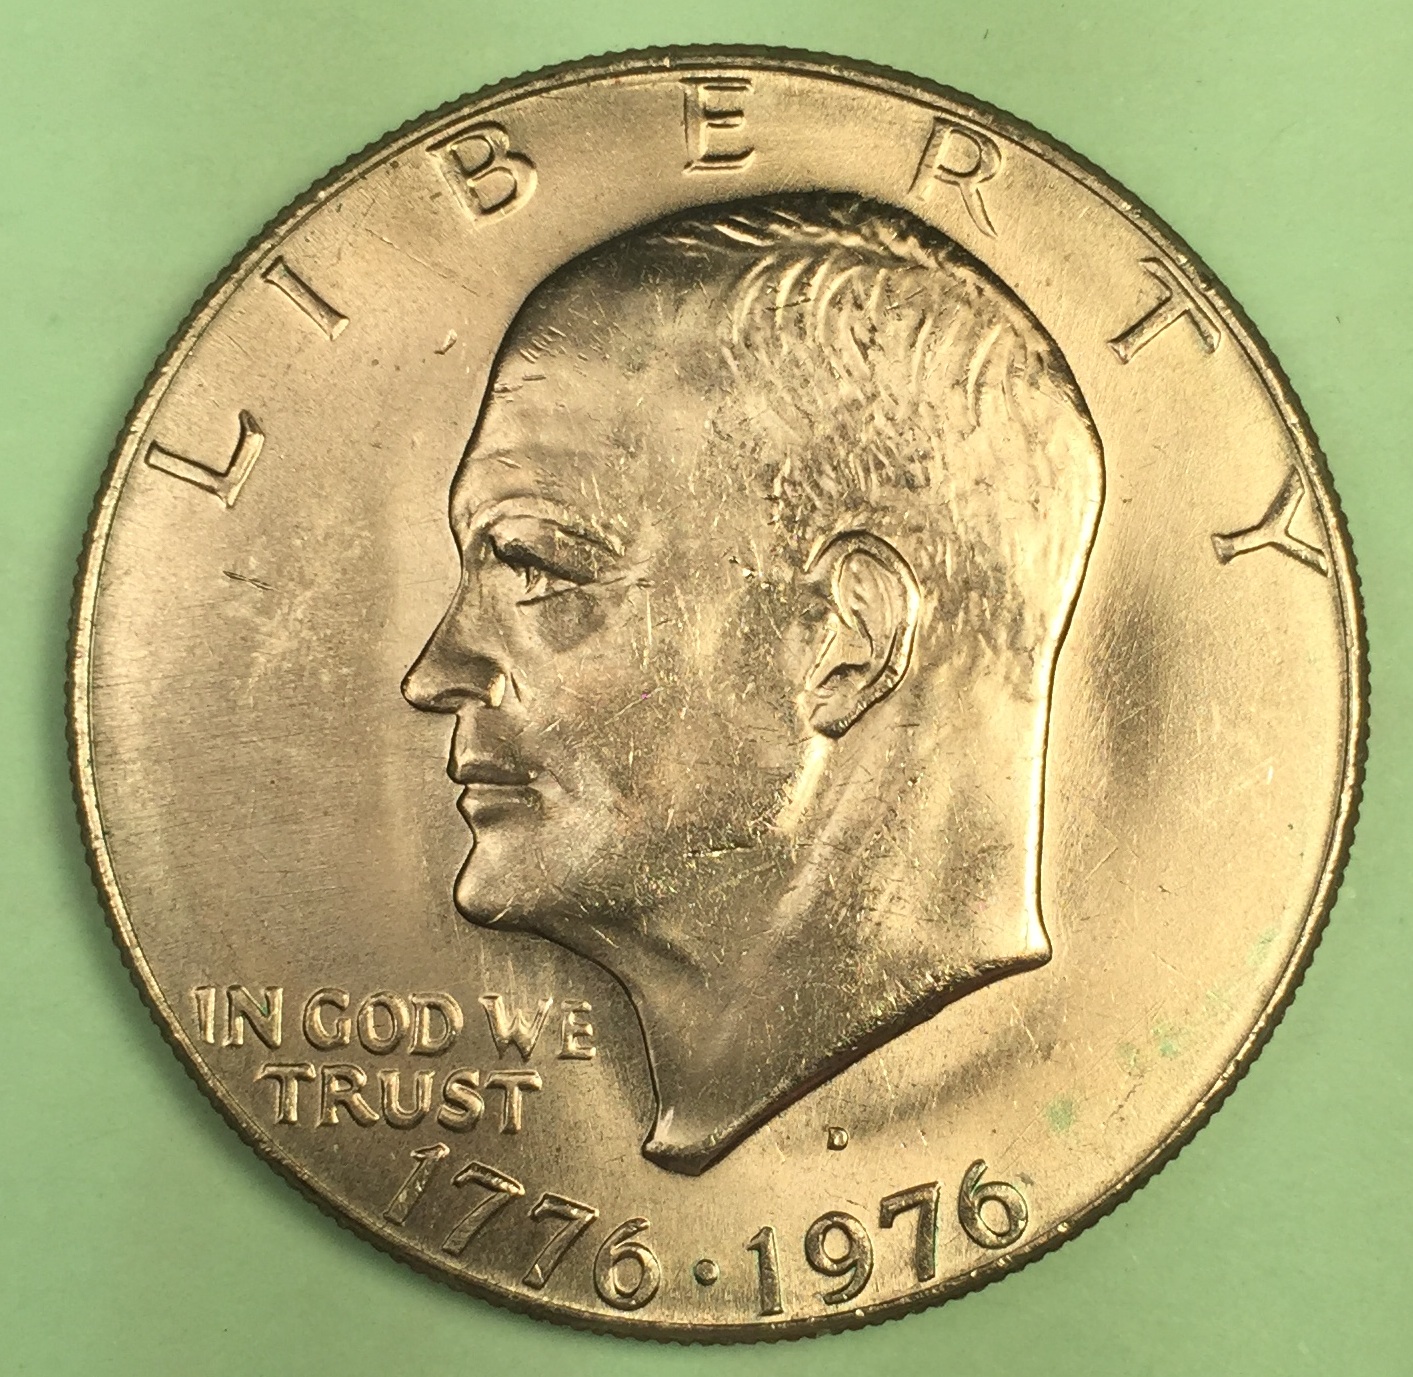 LIBERTY
IN GOD WE
TRUST
D
1776·1976